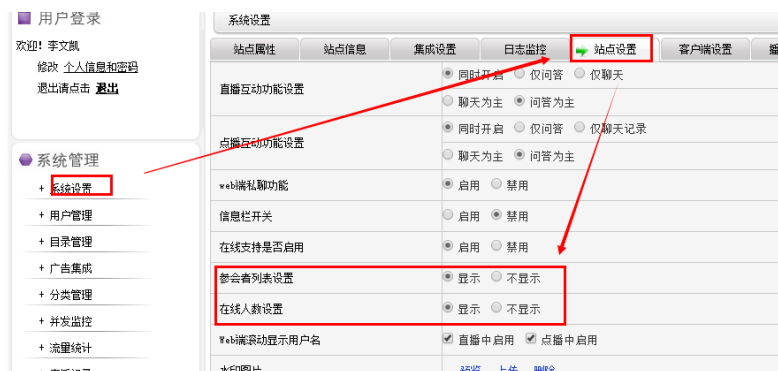 用户登录
欢迎! 李文凯
修改 个人信息和密码
退出请点击 退出
系统管理
+ 系统设置
+ 用户管理
+ 目录管理
+ 广告集成
+ 分类管理
+ 并发监控
+ 流量统计
系统设置
站点属性 站点信息 集成设置 日志监控 站点设置 客户端设置
直播互动功能设置 同时开启 仅问答 仅聊天
聊天为主 问答为主
点播互动功能设置 同时开启 仅问答 仅聊天记录
聊天为主 问答为主
web端私聊功能 启用 禁用
信息栏开关 启用 禁用
在线支持是否启用 启用 禁用
参会者列表设置 显示 不显示
在线人数设置 显示 不显示
Web端滚动显示用户名 直播中启用 点播中启用
水印图片 预览 上传 删除